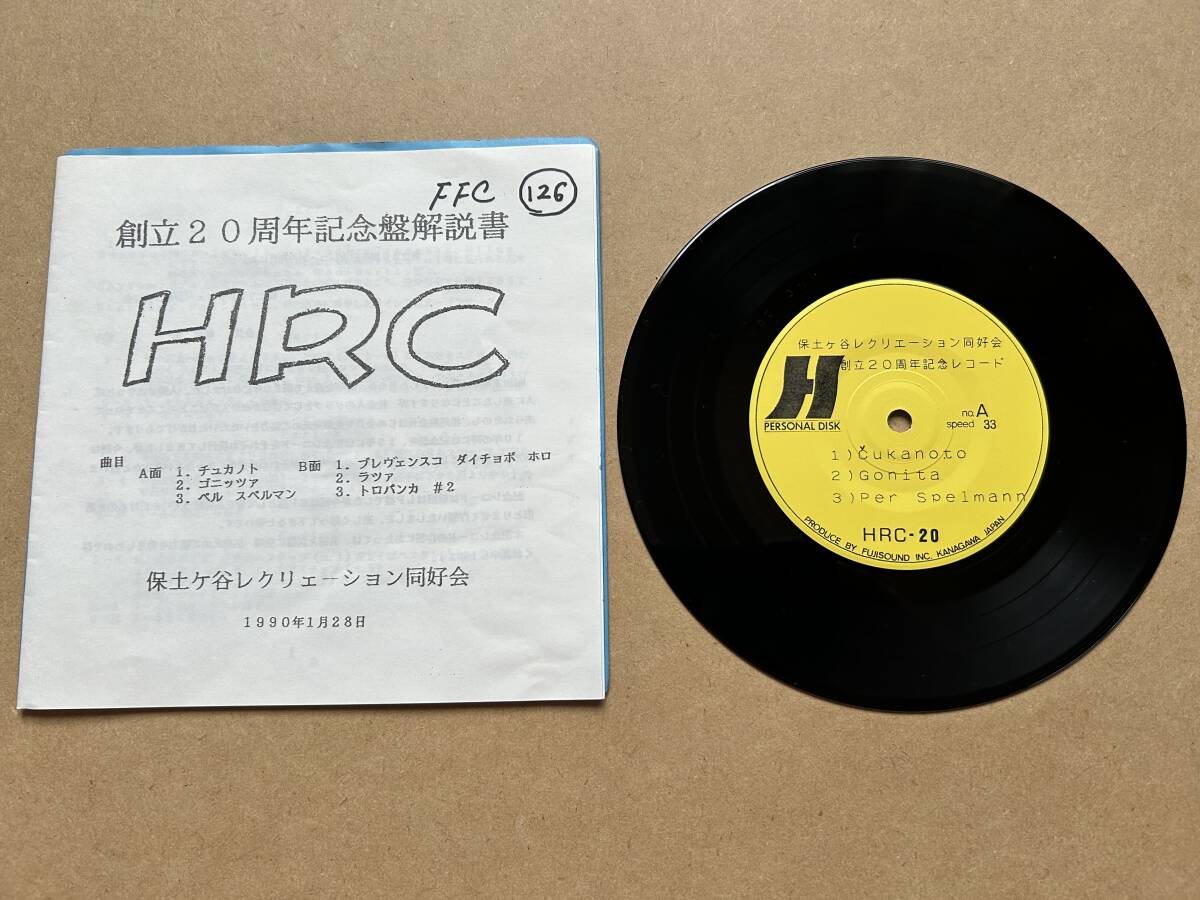 FFC 126
創立20周年記念盤解説書
HRC
曲目 A面 1. チュカノト
2. ゴニッツァ
3. ペル スペルマン
B面 1. プレヴェンスコ ダイチョボ ホロ
2. ラツァ
3. トロパンカ #2
保土ケ谷レクリェーション同好会
1990年1月28日
保土ヶ谷レクリエーション同好会
創立20周年記念レコード
H
PERSONAL DISK
no. A
speed 33
1)Čukanoto
2)Gonita
3)Per Spelmann
HRC-20
PRODUCE BY FUJISOUND INC. KANAGAWA JAPAN